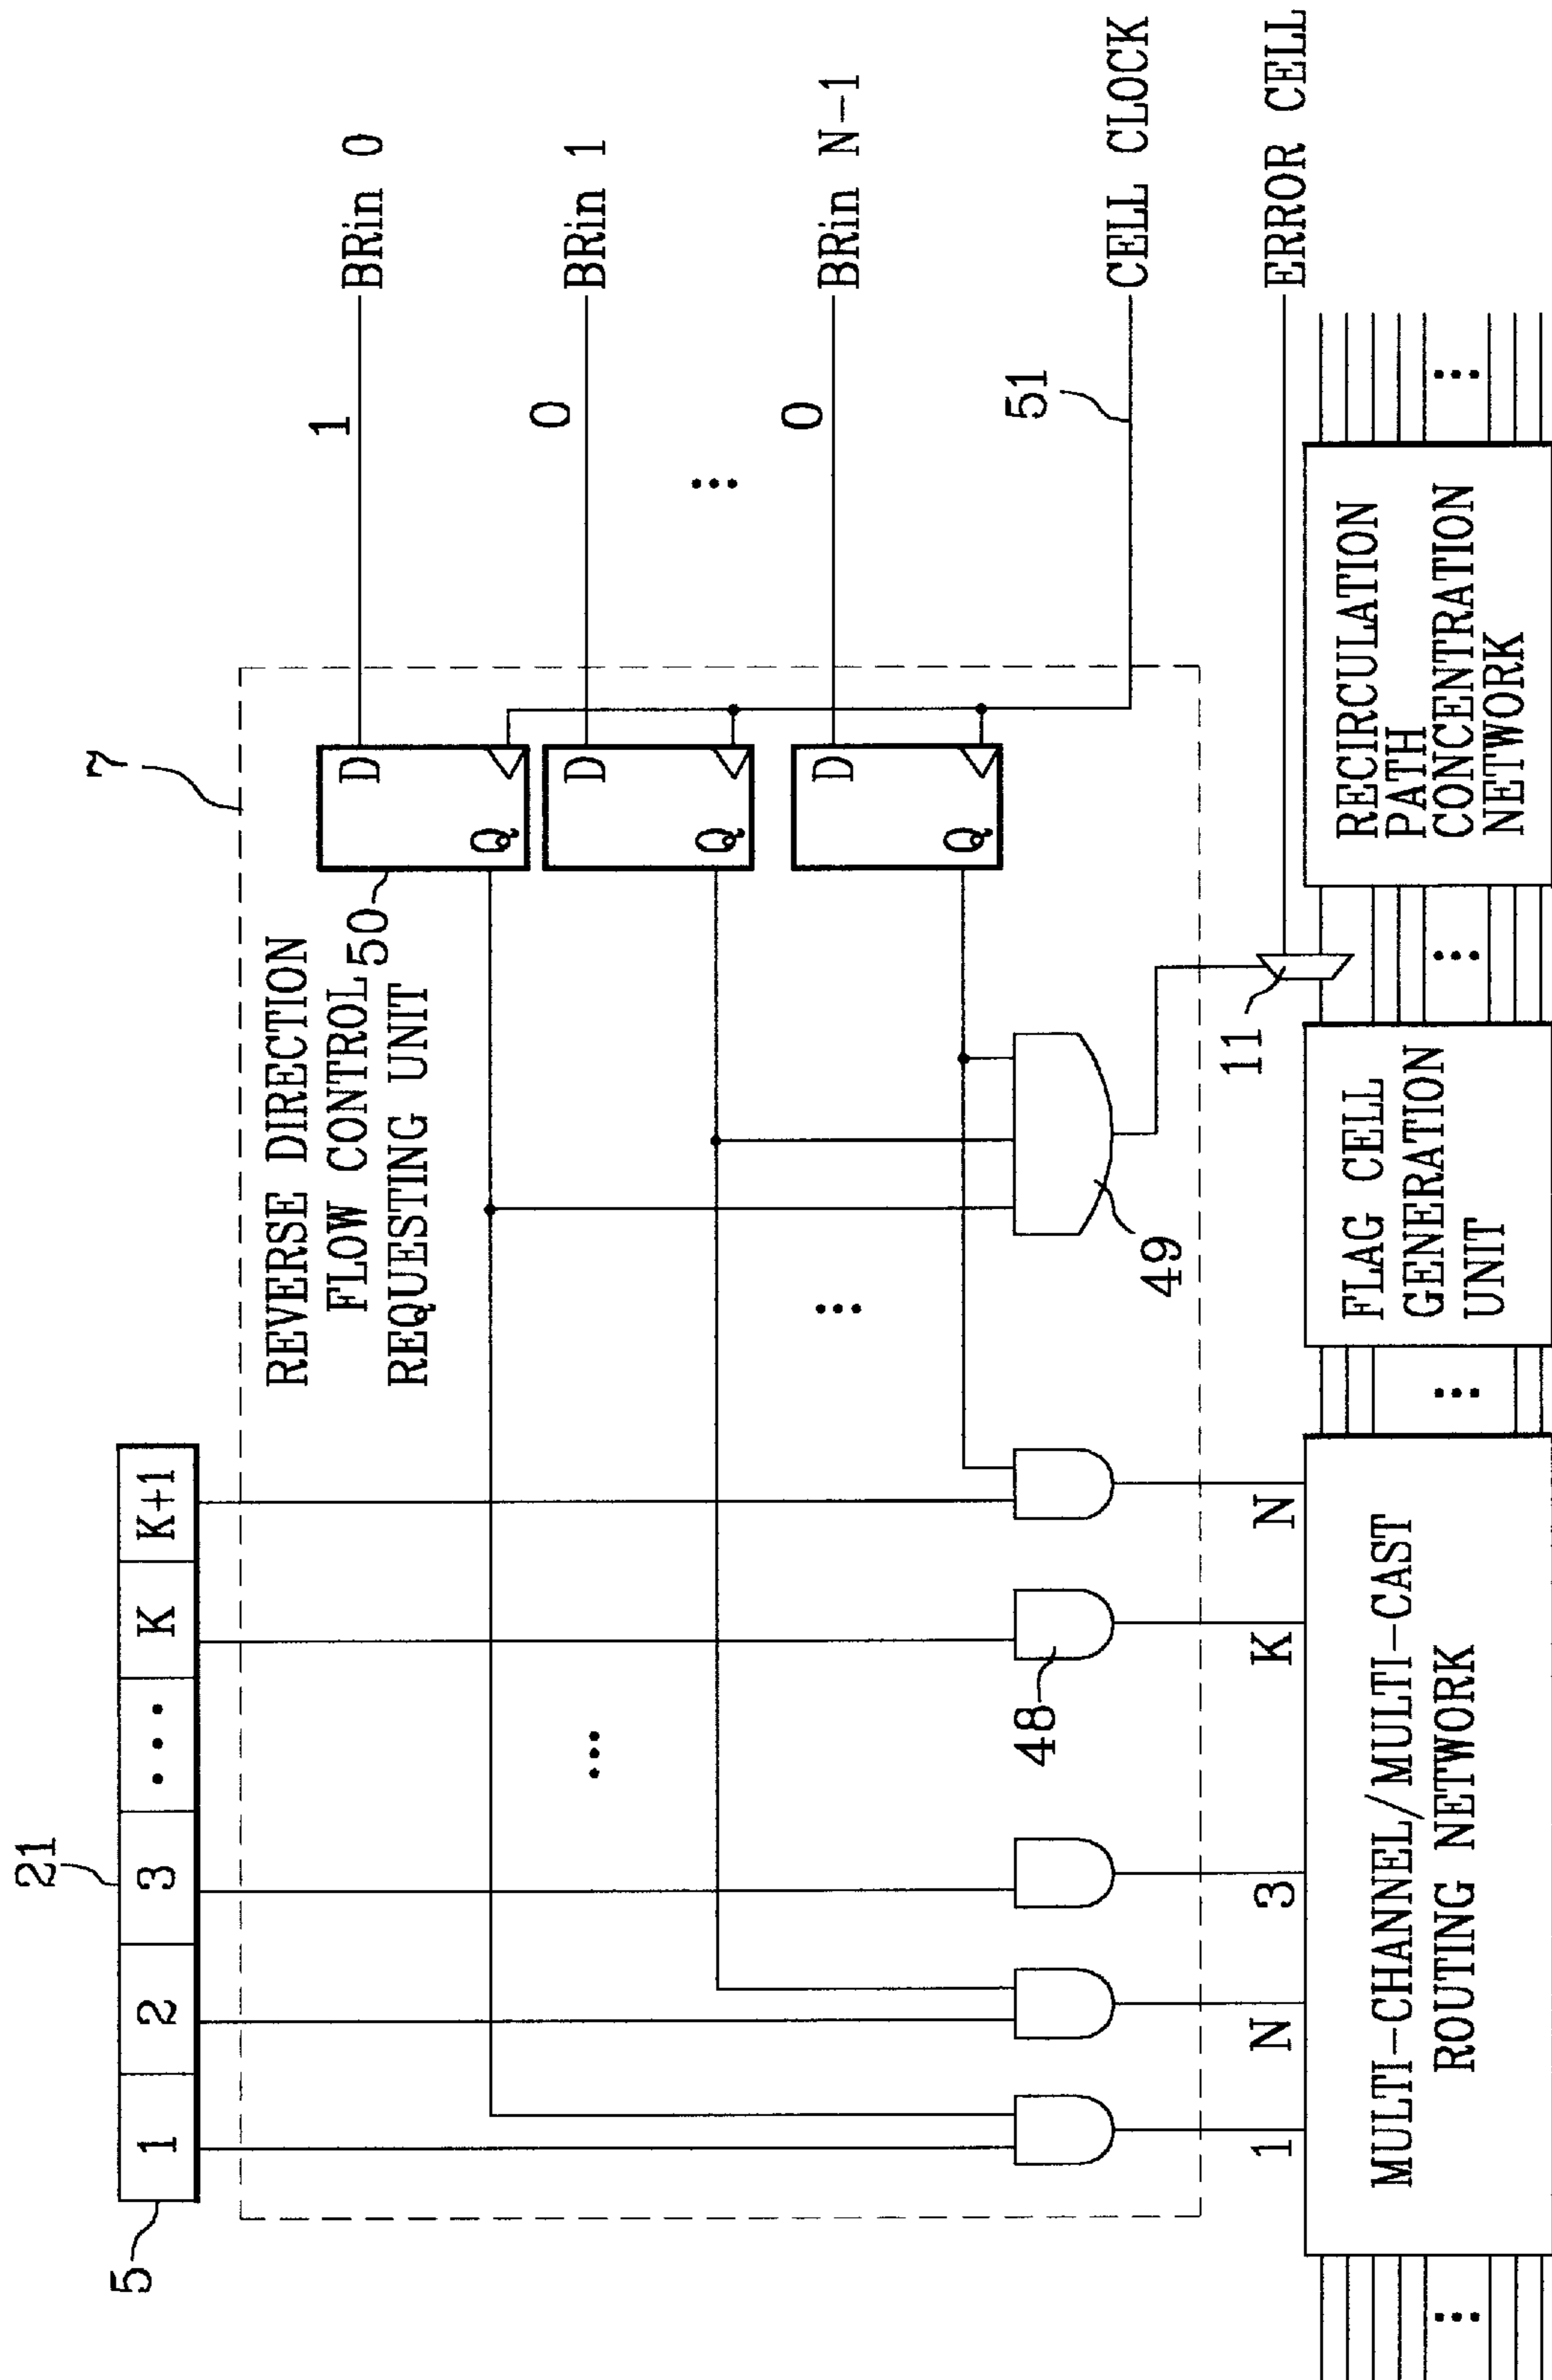 21
5
1 2 3 ••• K K+1
7
REVERSE DIRECTION
FLOW CONTROL
REQUESTING UNIT
50
D
Q
D
Q
D
Q
1
BRin 0
0
BRin 1
⋮
0
BRin N-1
51
CELL CLOCK
ERROR CELL
48
49
11
1
N
3
K
N
MULTI-CHANNEL/MULTI-CAST
ROUTING NETWORK
FLAG CELL
GENERATION
UNIT
RECIRCULATION
PATH
CONCENTRATION
NETWORK